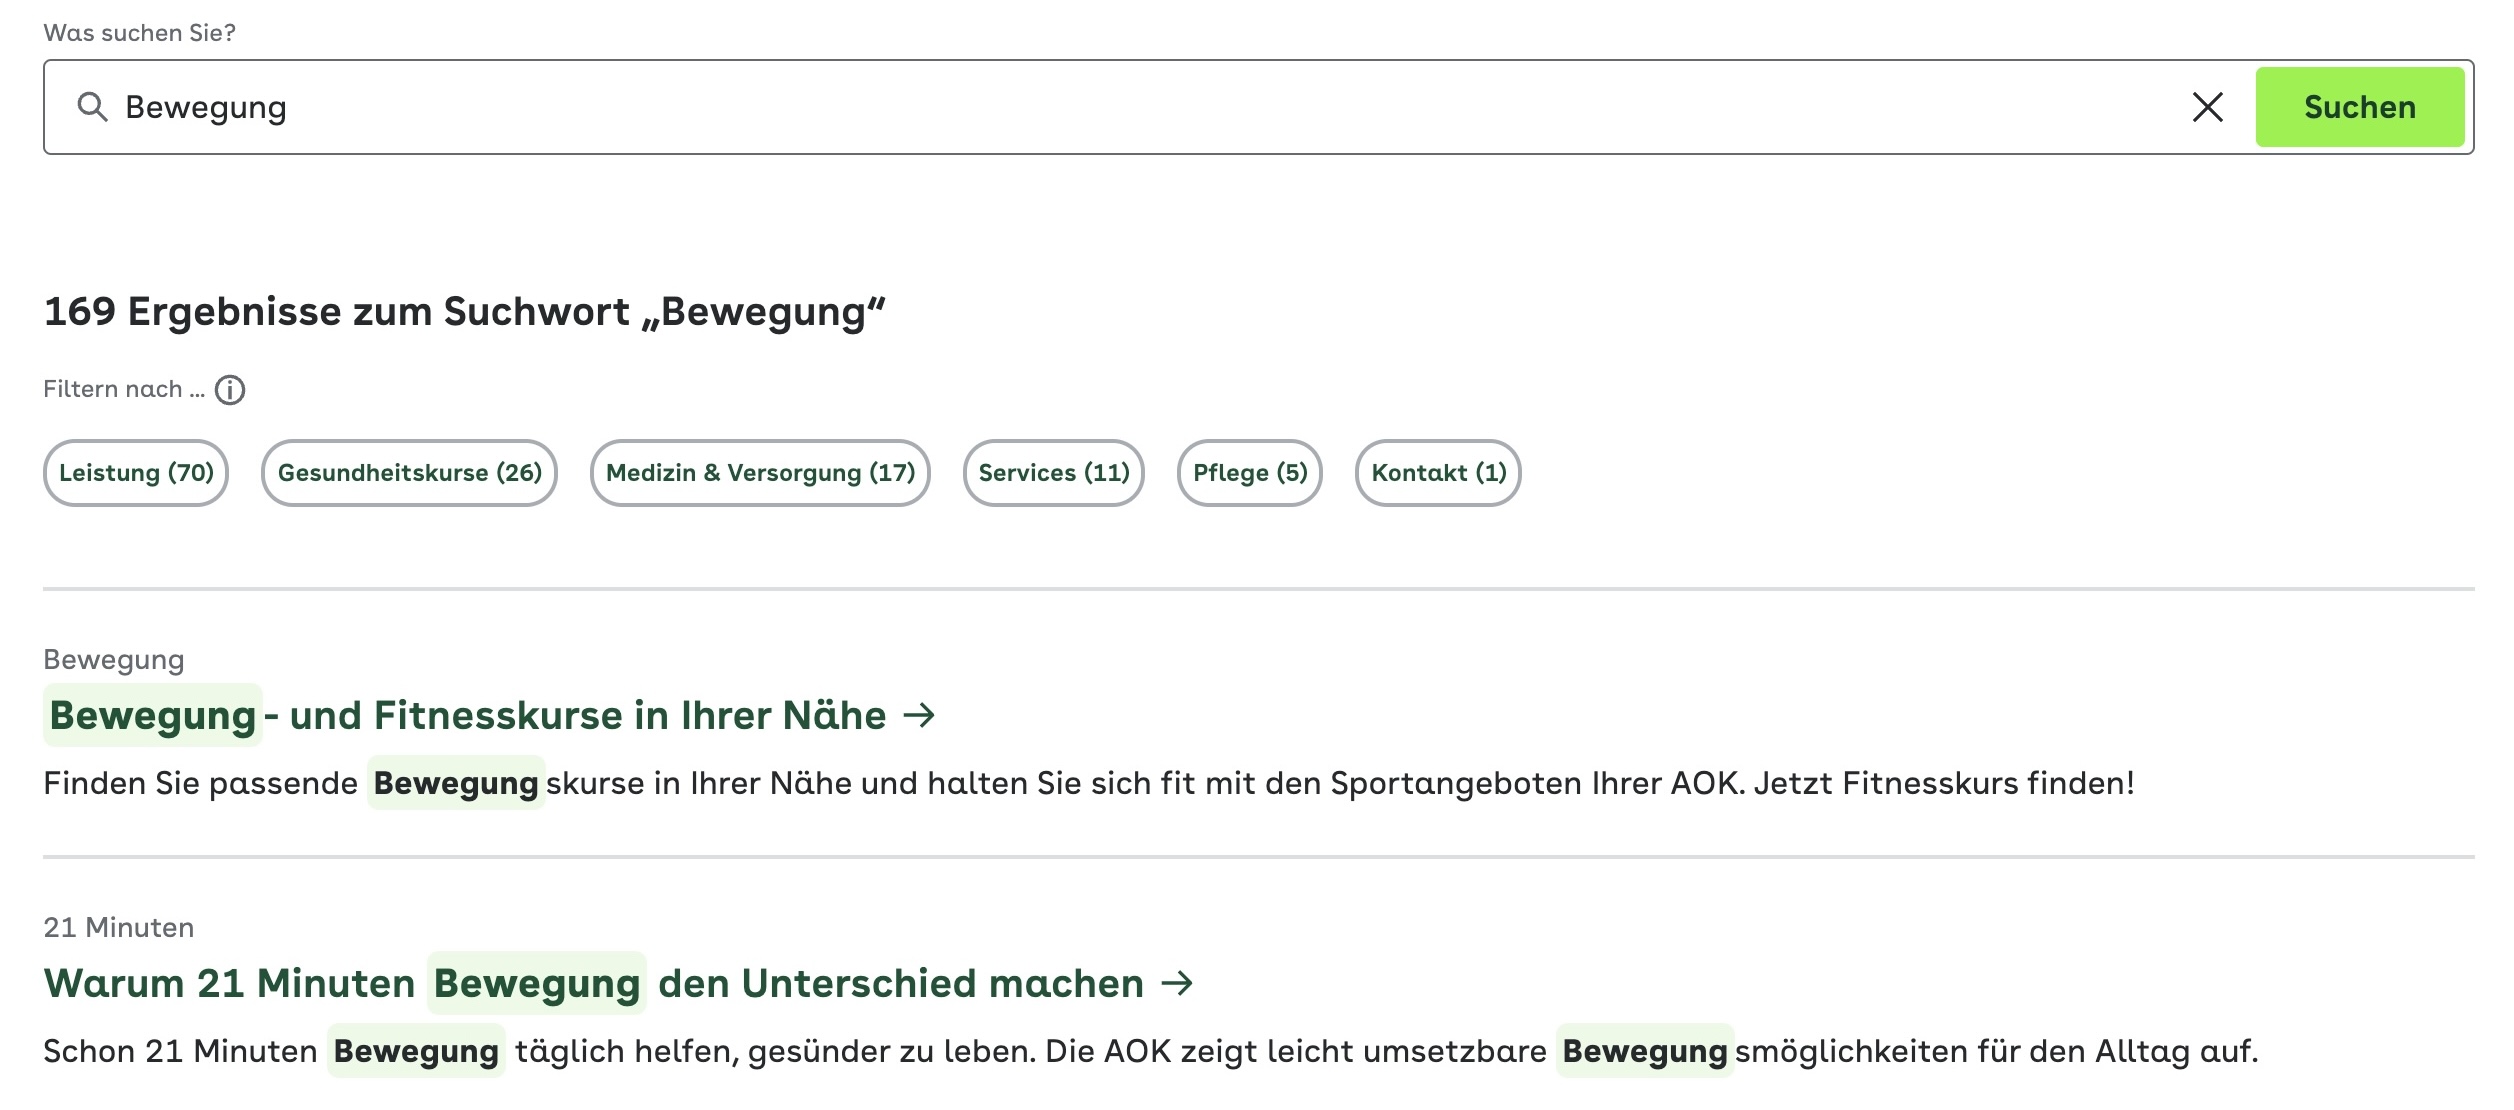 Was suchen Sie?
Bewegung
Suchen
169 Ergebnisse zum Suchwort „Bewegung“
Filtern nach ...
Leistung (70) Gesundheitskurse (26) Medizin & Versorgung (17) Services (11) Pflege (5) Kontakt (1)
Bewegung
Bewegung- und Fitnesskurse in Ihrer Nähe →
Finden Sie passende Bewegungskurse in Ihrer Nähe und halten Sie sich fit mit den Sportangeboten Ihrer AOK. Jetzt Fitnesskurs finden!
21 Minuten
Warum 21 Minuten Bewegung den Unterschied machen →
Schon 21 Minuten Bewegung täglich helfen, gesünder zu leben. Die AOK zeigt leicht umsetzbare Bewegungsmöglichkeiten für den Alltag auf.